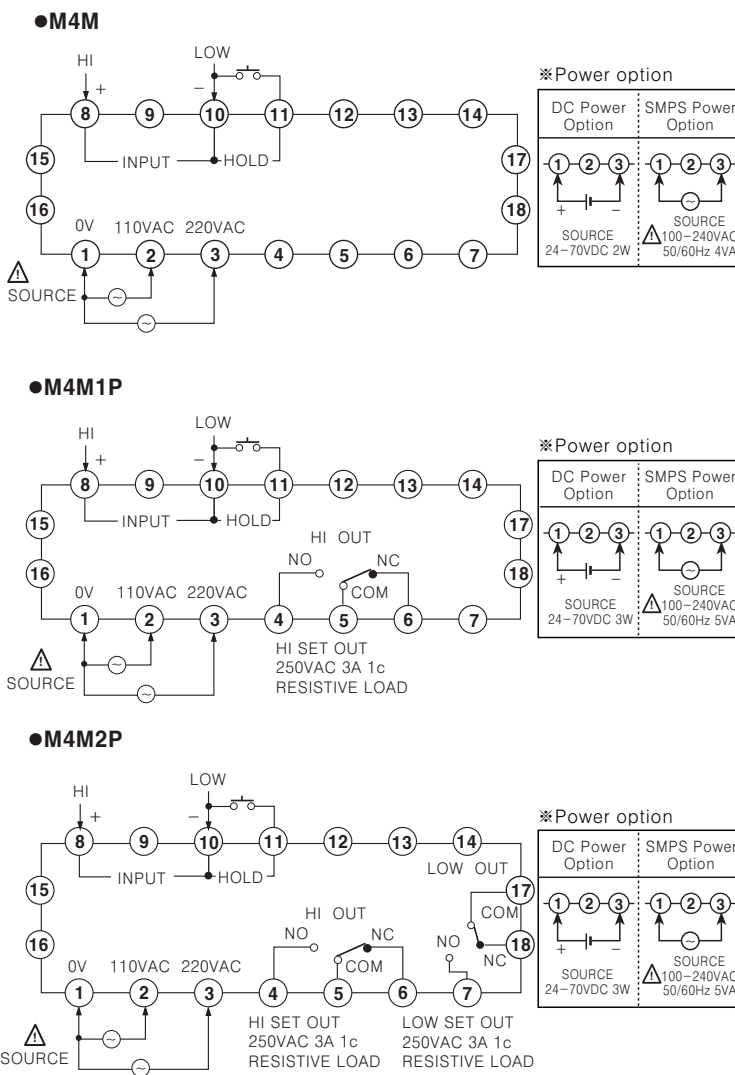 ●M4M
HI
LOW
+
−
8 9 10 11 12 13 14
15
INPUT
HOLD
17
16
18
0V 110VAC 220VAC
1 2 3 4 5 6 7
⚠
SOURCE
~
~
※Power option
DC Power
Option
SMPS Power
Option
1 2 3
1 2 3
+ −
~
SOURCE
24−70VDC 2W
SOURCE
⚠100−240VAC
50/60Hz 4VA
●M4M1P
HI
LOW
+
−
8 9 10 11 12 13 14
15
INPUT
HOLD
17
HI OUT
16
NO
NC
18
COM
0V 110VAC 220VAC
1 2 3 4 5 6 7
⚠
SOURCE
~
~
HI SET OUT
250VAC 3A 1c
RESISTIVE LOAD
※Power option
DC Power
Option
SMPS Power
Option
1 2 3
1 2 3
+ −
~
SOURCE
24−70VDC 3W
SOURCE
⚠100−240VAC
50/60Hz 5VA
●M4M2P
HI
LOW
+
−
8 9 10 11 12 13 14
LOW OUT
15
INPUT
HOLD
17
COM
HI OUT
16
NO
NC
COM
NO
NC
18
0V 110VAC 220VAC
1 2 3 4 5 6 7
⚠
SOURCE
~
~
HI SET OUT
250VAC 3A 1c
RESISTIVE LOAD
LOW SET OUT
250VAC 3A 1c
RESISTIVE LOAD
※Power option
DC Power
Option
SMPS Power
Option
1 2 3
1 2 3
+ −
~
SOURCE
24−70VDC 3W
SOURCE
⚠100−240VAC
50/60Hz 5VA